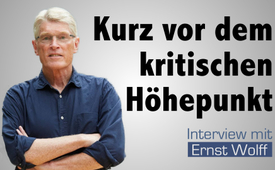 Kurz vor dem
kritischen
Höhepunkt
Interview mit
Ernst Wolff